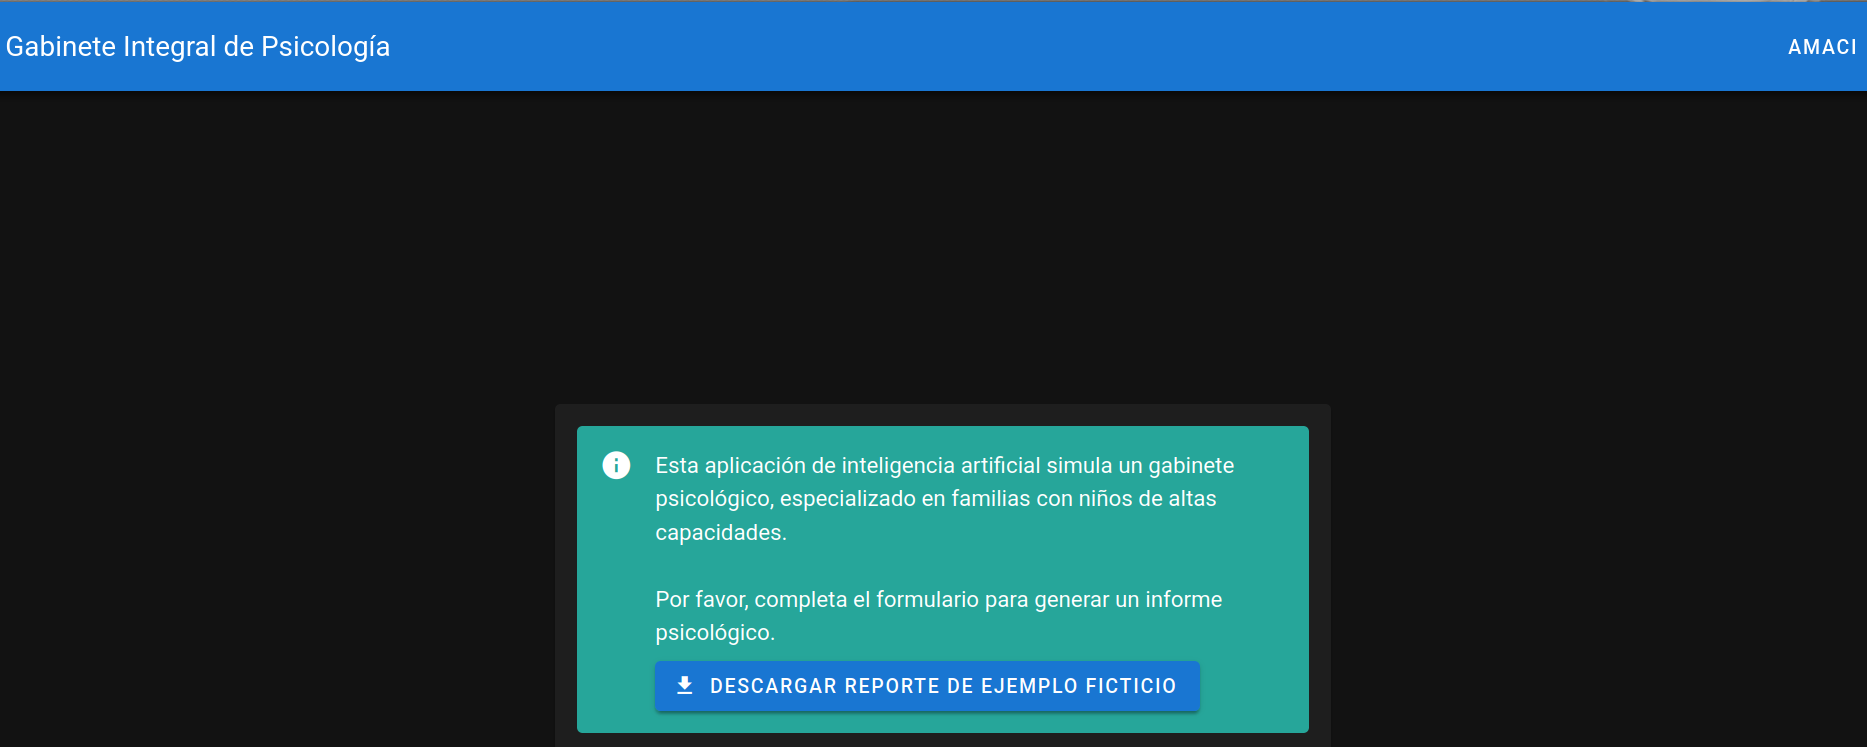 Gabinete Integral de Psicología
AMACI
Esta aplicación de inteligencia artificial simula un gabinete
psicológico, especializado en familias con niños de altas
capacidades.
Por favor, completa el formulario para generar un informe
psicológico.
DESCARGAR REPORTE DE EJEMPLO FICTICIO